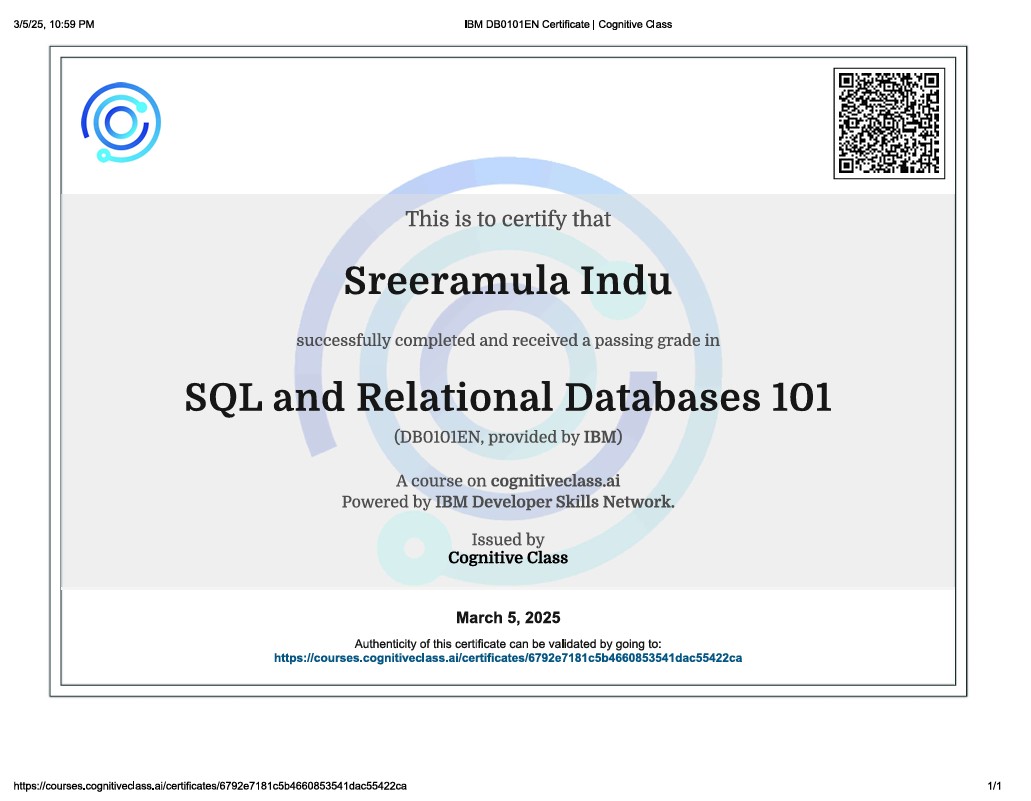 3/5/25, 10:59 PM
IBM DB0101EN Certificate | Cognitive Class
This is to certify that
Sreeramula Indu
successfully completed and received a passing grade in
SQL and Relational Databases 101
(DB0101EN, provided by IBM)
A course on cognitiveclass.ai
Powered by IBM Developer Skills Network.
Issued by
Cognitive Class
March 5, 2025
Authenticity of this certificate can be validated by going to:
https://courses.cognitiveclass.ai/certificates/6792e7181c5b4660853541dac55422ca
https://courses.cognitiveclass.ai/certificates/6792e7181c5b4660853541dac55422ca
1/1